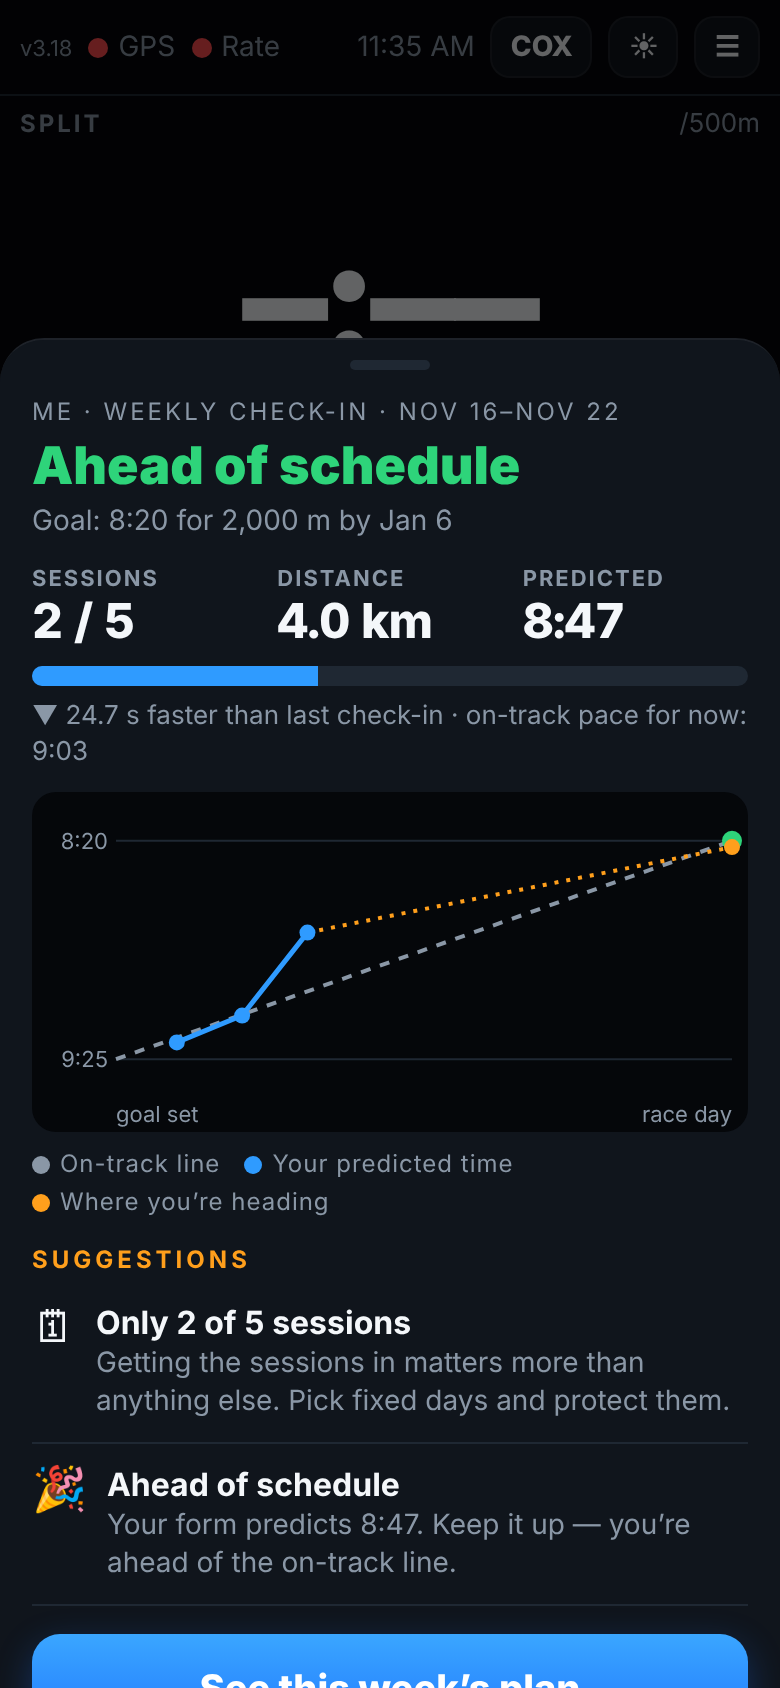 v3.18 GPS Rate 11:35 AM COX
SPLIT /500m
ME · WEEKLY CHECK-IN · NOV 16–NOV 22
Ahead of schedule
Goal: 8:20 for 2,000 m by Jan 6
SESSIONS DISTANCE PREDICTED
2 / 5 4.0 km 8:47
▼ 24.7 s faster than last check-in · on-track pace for now:
9:03
8:20
9:25
goal set race day
On-track line Your predicted time
Where you’re heading
SUGGESTIONS
Only 2 of 5 sessions
Getting the sessions in matters more than
anything else. Pick fixed days and protect them.
Ahead of schedule
Your form predicts 8:47. Keep it up — you’re
ahead of the on-track line.
See this week’s plan